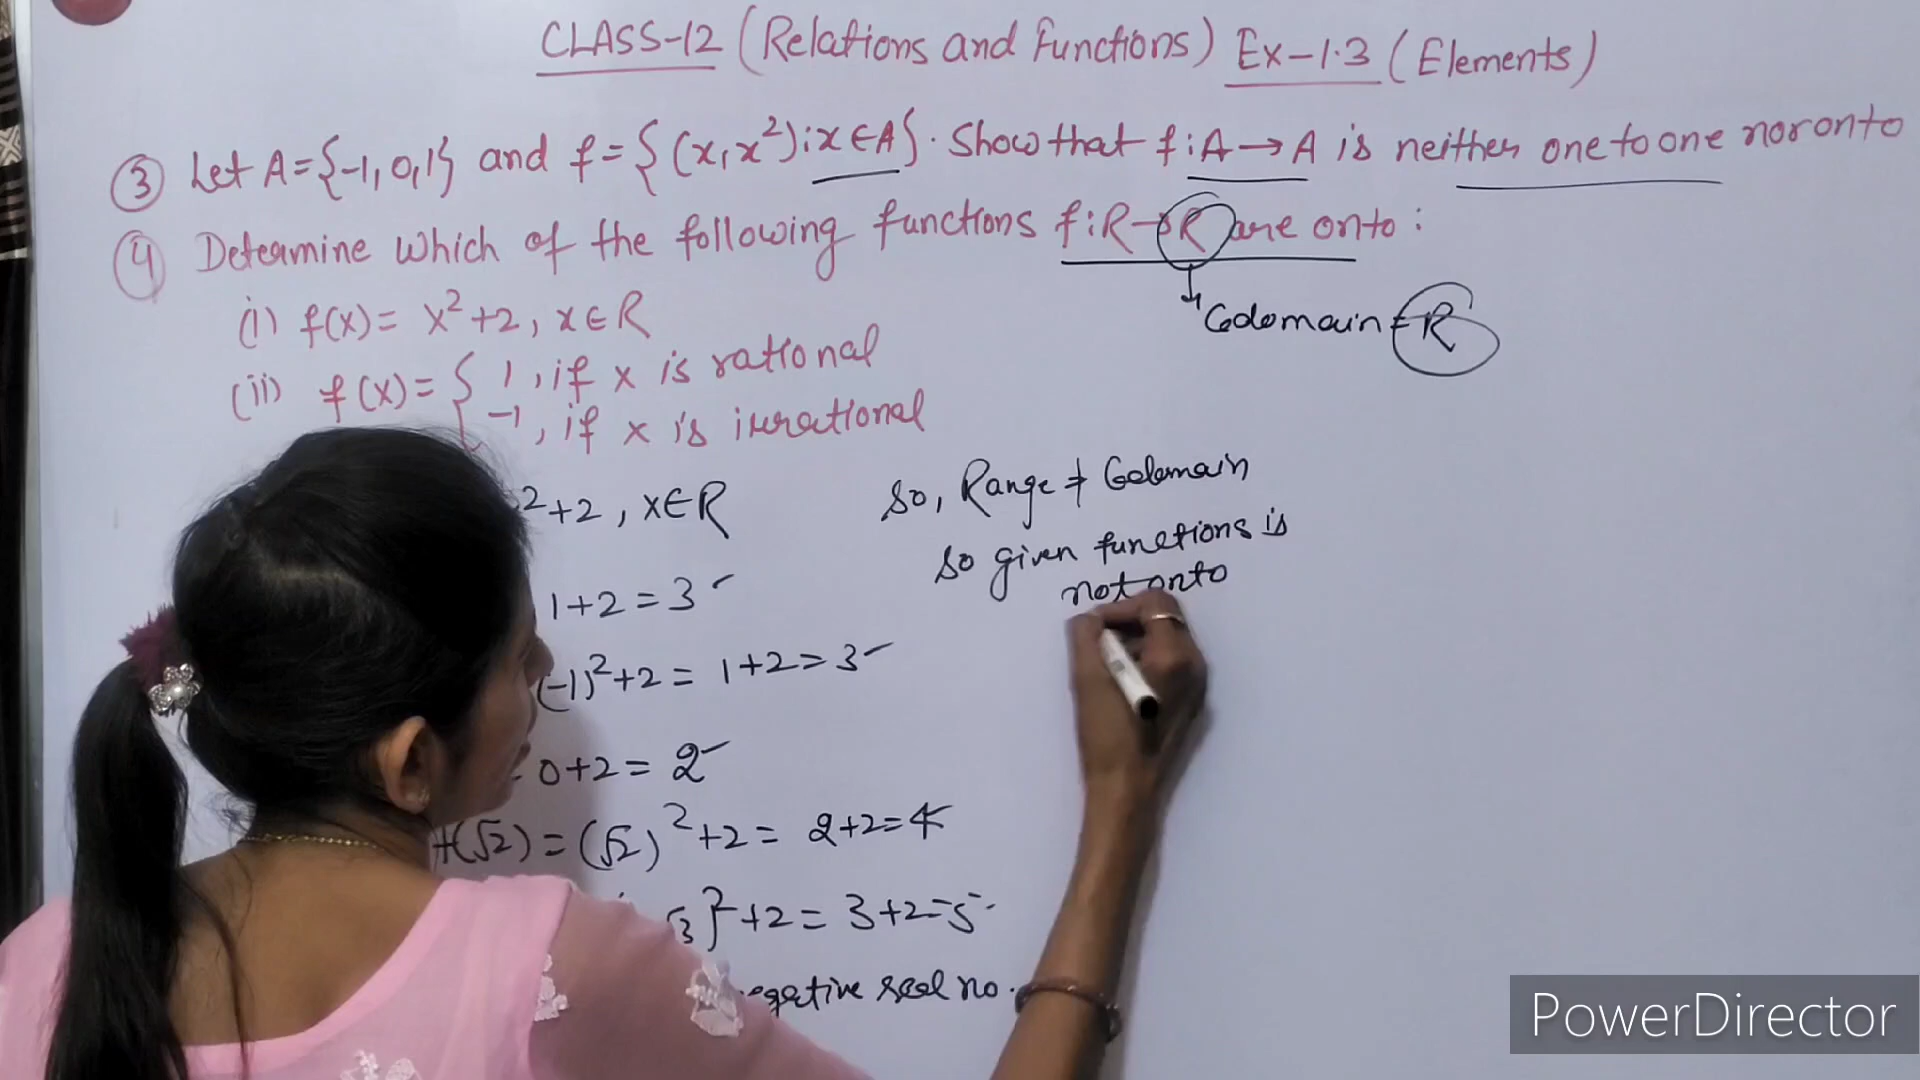 CLASS-12 (Relations and Functions) Ex-1.3 (Elements)
③ Let A={-1,0,1} and f={(x,x²):x∈A}. Show that f:A→A is neither one to one nor onto
④ Determine which of the following functions f:R→R are onto:
(i) f(x)= x²+2, x∈R
Codomain = R
(ii) f(x)= { 1, if x is rational
-1, if x is irrational
²+2, x∈R
1+2=3
(-1)²+2= 1+2=3
0+2= 2
(√2)=(√2)²+2= 2+2=4
3)²+2= 3+2=5
egative real no.
So, Range ≠ Codomain
So given functions is
not onto
PowerDirector